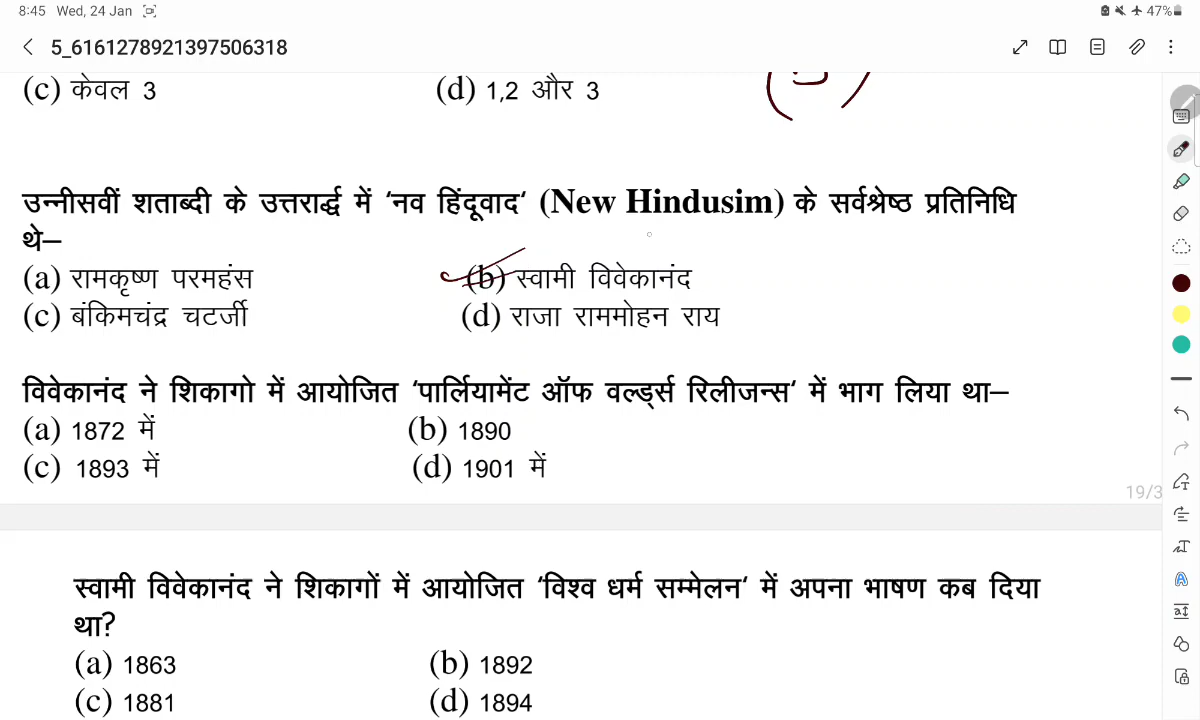 8:45 Wed, 24 Jan 47%
5_6161278921397506318
(c) केवल 3 (d) 1,2 और 3
उन्नीसवीं शताब्दी के उत्तरार्द्ध में ‘नव हिंदूवाद‘ (New Hindusim) के सर्वश्रेष्ठ प्रतिनिधि
थे–
(a) रामकृष्ण परमहंस (b) स्वामी विवेकानंद
(c) बंकिमचंद्र चटर्जी (d) राजा राममोहन राय
विवेकानंद ने शिकागो में आयोजित ‘पार्लियामेंट ऑफ वर्ल्ड्स रिलीजन्स‘ में भाग लिया था–
(a) 1872 में (b) 1890
(c) 1893 में (d) 1901 में
19/3
स्वामी विवेकानंद ने शिकागों में आयोजित ‘विश्व धर्म सम्मेलन‘ में अपना भाषण कब दिया
था?
(a) 1863 (b) 1892
(c) 1881 (d) 1894